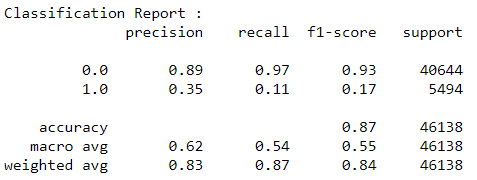 Classification Report :
precision recall f1-score support
0.0 0.89 0.97 0.93 40644
1.0 0.35 0.11 0.17 5494
accuracy 0.87 46138
macro avg 0.62 0.54 0.55 46138
weighted avg 0.83 0.87 0.84 46138